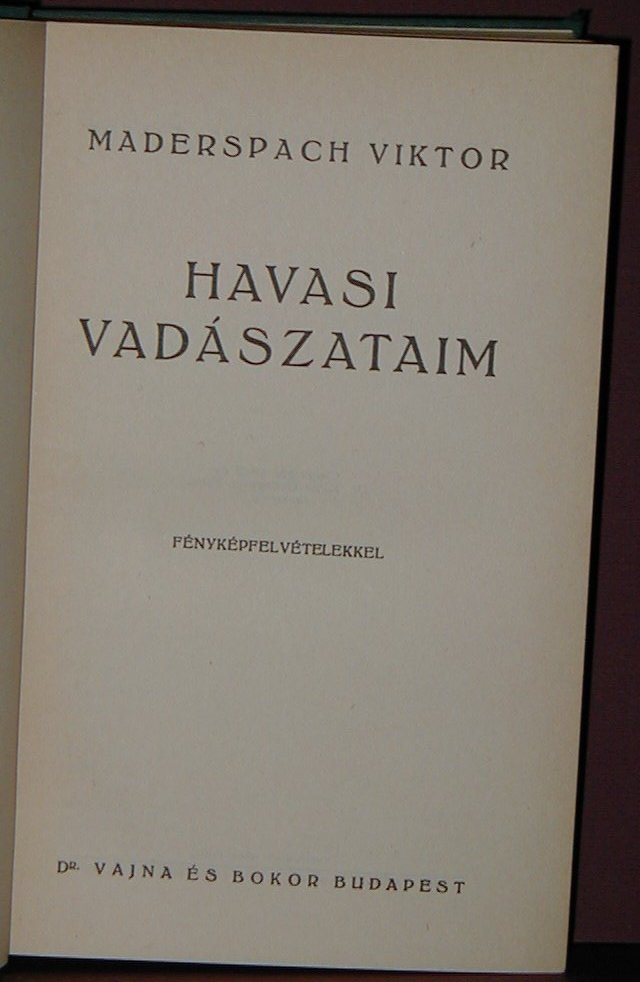 MADERSPACH VIKTOR
HAVASI
VADÁSZATAIM
FÉNYKÉPFELVÉTELEKKEL
DR. VAJNA ÉS BOKOR BUDAPEST